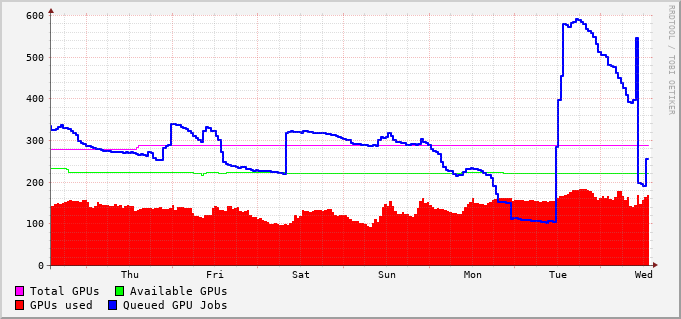 600
500
400
300
200
100
0
Thu Fri Sat Sun Mon Tue Wed
Total GPUs Available GPUs
GPUs used Queued GPU Jobs
RRDTOOL / TOBI OETIKER